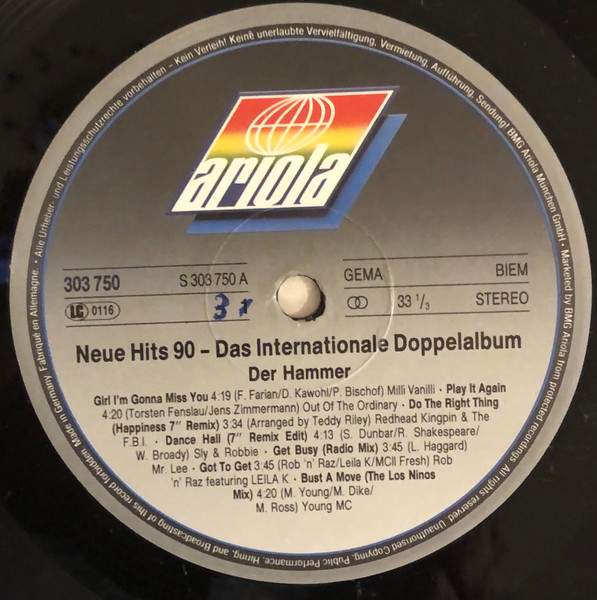 Made in Germany. Fabriqué en Allemagne. • Alle Urheber- und Leistungsschutzrechte vorbehalten – Kein Verleih! Keine unerlaubte Vervielfältigung, Vermietung, Aufführung, Sendung! BMG Ariola München GmbH • Marketed by BMG Ariola from protected recordings. All rights reserved. Unauthorised Copying, Public Performance, Hiring, and Broadcasting of this record forbidden.
ariola
303 750 S 303 750 A GEMA BIEM
LC 0116 33 1/3 STEREO
Neue Hits 90 – Das Internationale Doppelalbum
Der Hammer
Girl I'm Gonna Miss You 4:19 (F. Farian/D. Kawohl/P. Bischof) Milli Vanilli • Play It Again
4:20 (Torsten Fenslau/Jens Zimmermann) Out Of The Ordinary • Do The Right Thing
(Happiness 7" Remix) 3:34 (Arranged by Teddy Riley) Redhead Kingpin & The
F.B.I. • Dance Hall (7" Remix Edit) 4:13 (S. Dunbar/R. Shakespeare/
W. Broady) Sly & Robbie • Get Busy (Radio Mix) 3:45 (L. Haggard)
Mr. Lee • Got To Get 3:45 (Rob 'n' Raz/Leila K/MCII Fresh) Rob
'n' Raz featuring LEILA K • Bust A Move (The Los Ninos
Mix) 4:20 (M. Young/M. Dike/
M. Ross) Young MC